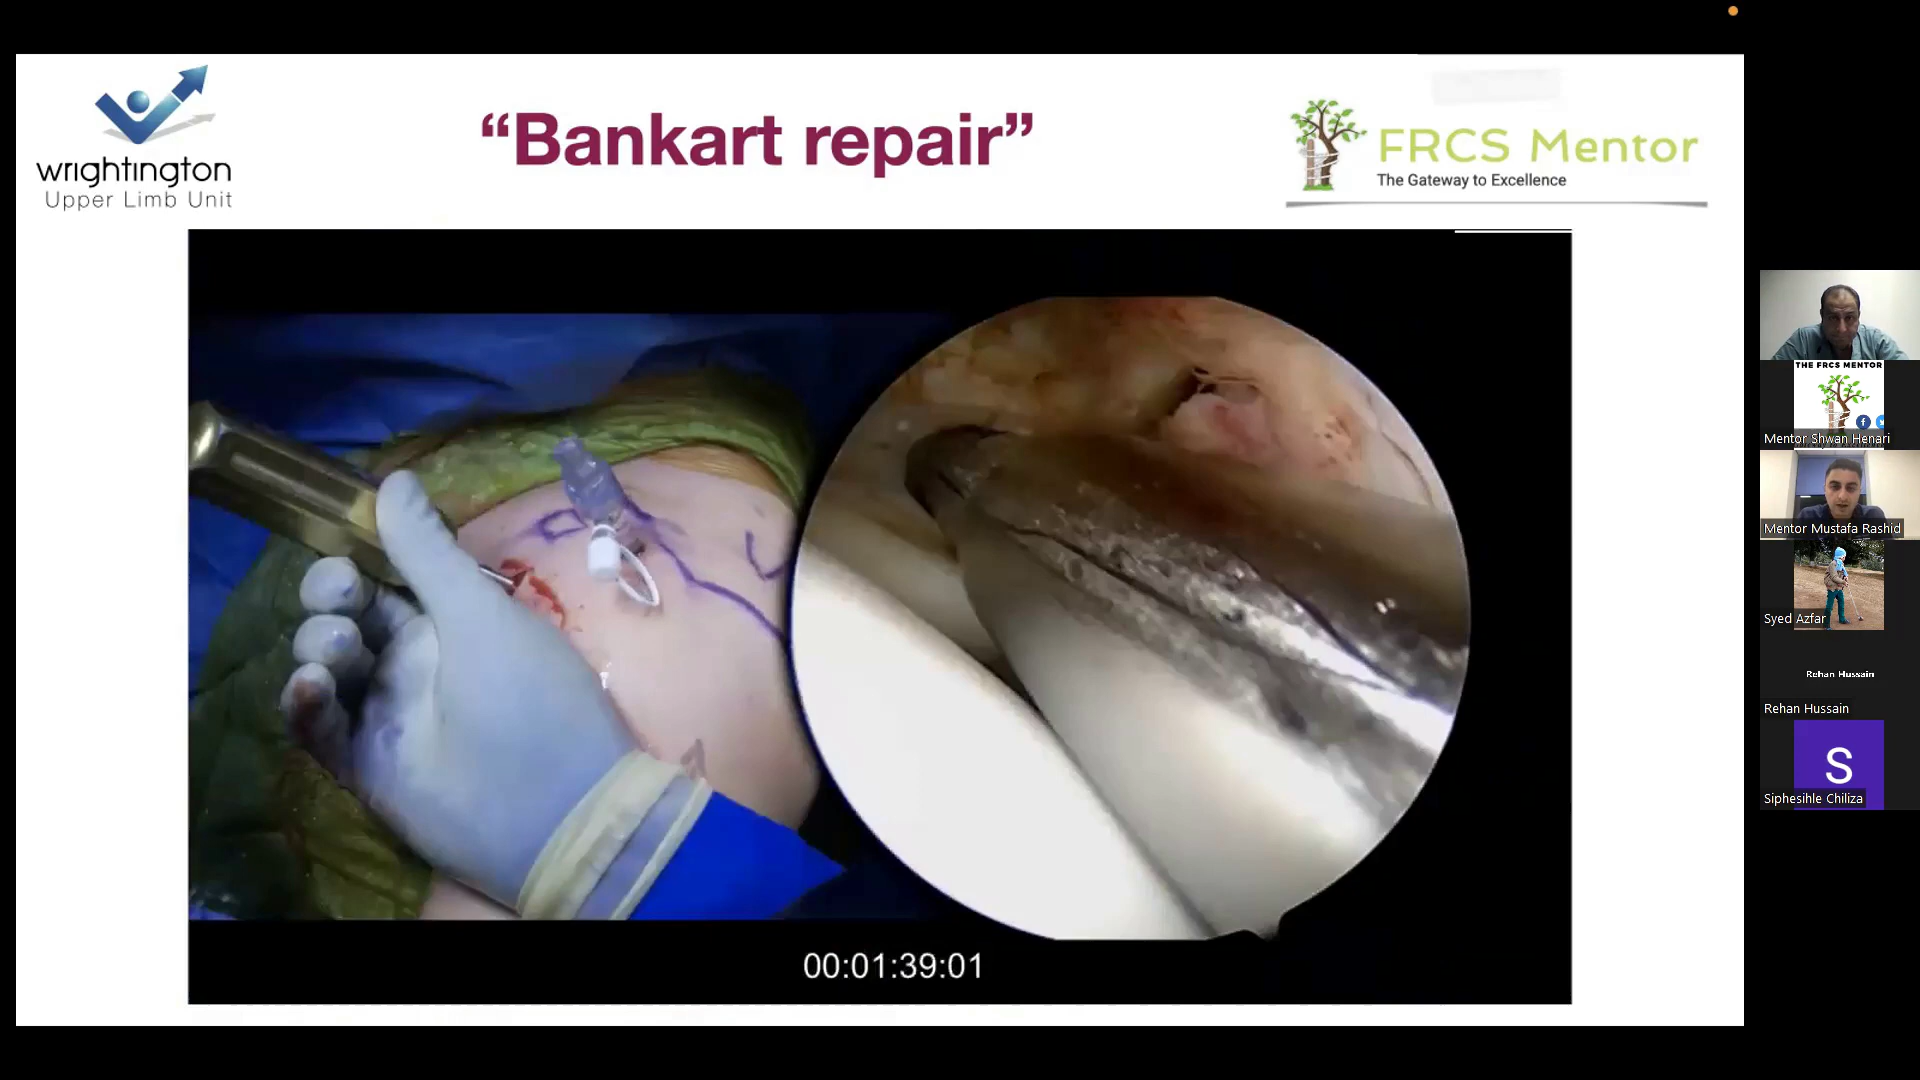 wrightington
Upper Limb Unit
“Bankart repair”
FRCS Mentor
The Gateway to Excellence
00:01:39:01
THE FRCS MENTOR
Mentor Shwan Henari
Mentor Mustafa Rashid
Syed Azfar
Rehan Hussain
Rehan Hussain
S
Siphesihle Chiliza